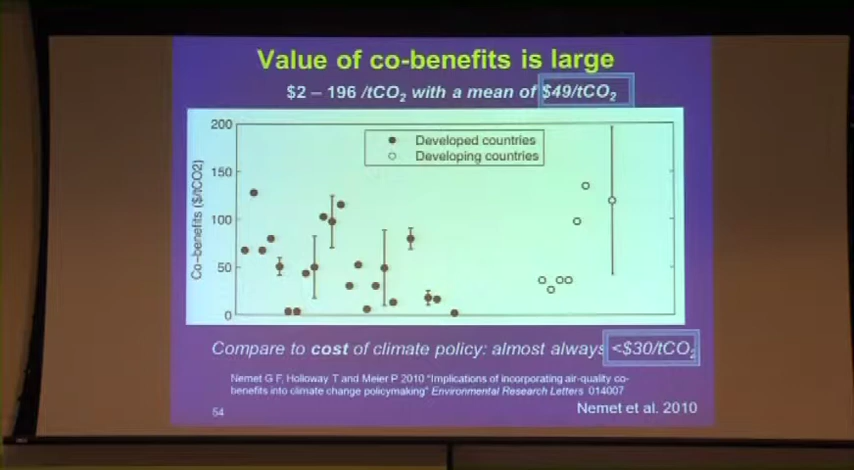 Value of co-benefits is large
$2 – 196 /tCO₂ with a mean of $49/tCO₂
200
150
100
50
0
Co-benefits ($/tCO2)
Developed countries
Developing countries
Compare to cost of climate policy: almost always <$30/tCO₂
Nemet G F, Holloway T and Meier P 2010 "Implications of incorporating air-quality co-
benefits into climate change policymaking" Environmental Research Letters 014007
54
Nemet et al. 2010